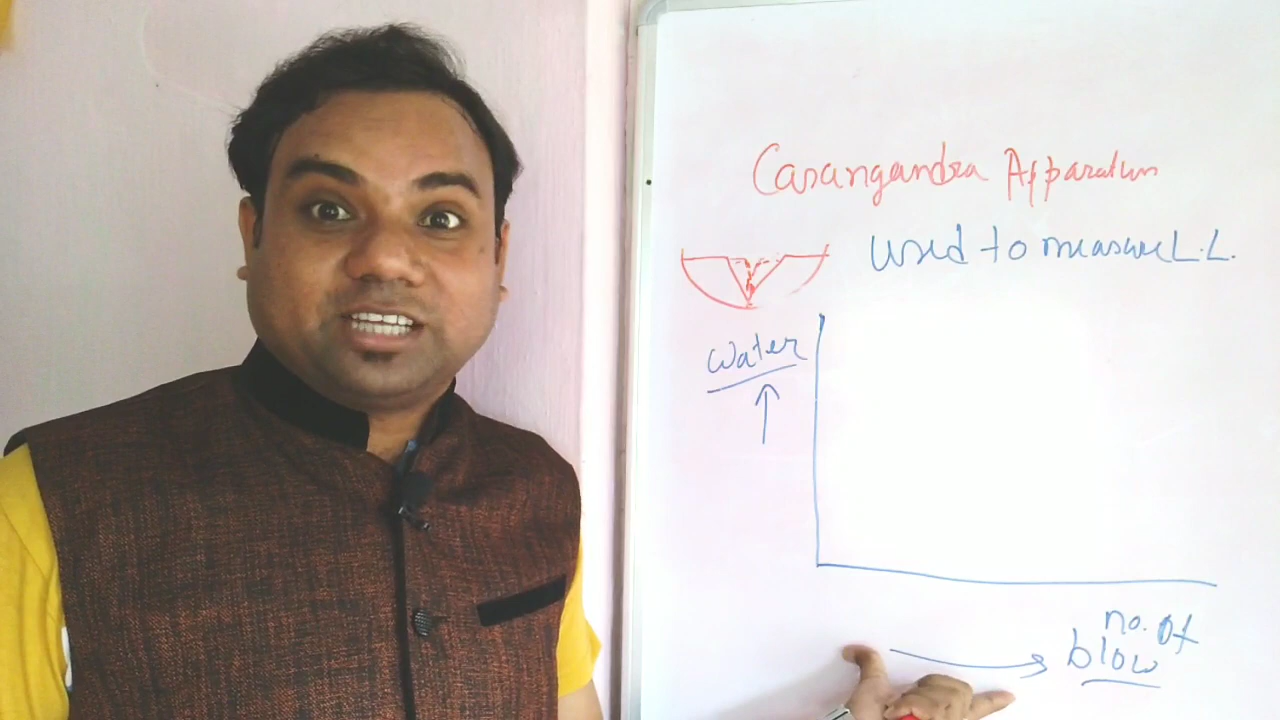 Casangandra Apparatus
used to measure L.L.
water
no. of
blow